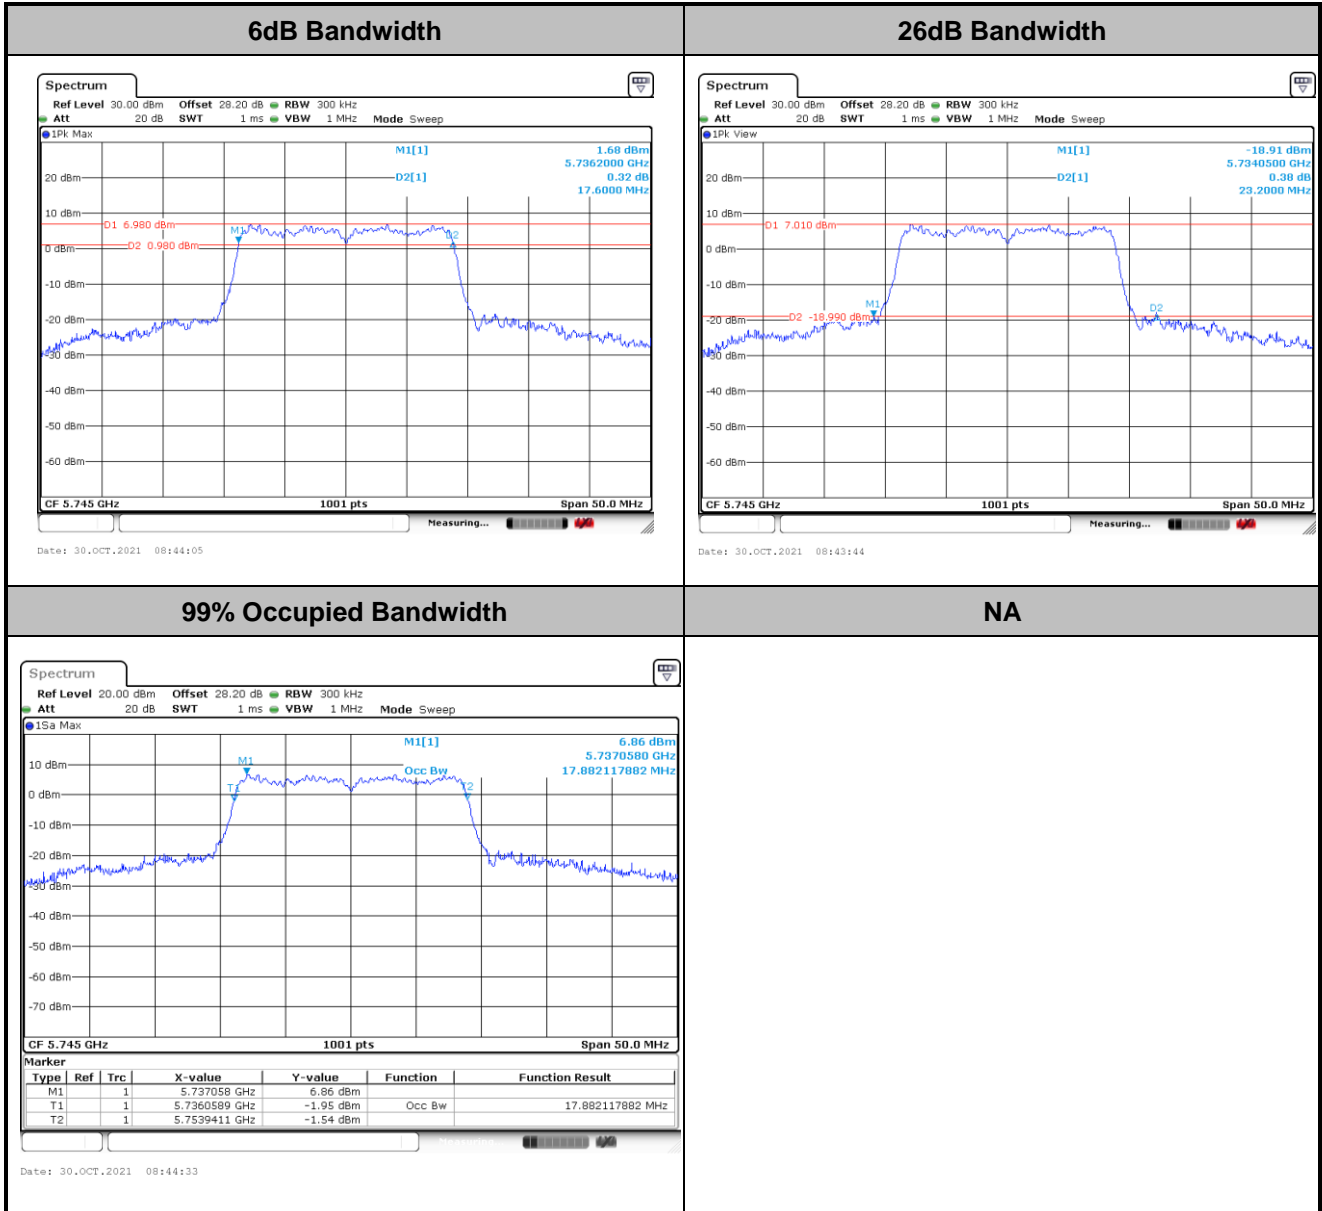 6dB Bandwidth
26dB Bandwidth
Spectrum
Ref Level 30.00 dBm Offset 28.20 dB RBW 300 kHz
Att 20 dB SWT 1 ms VBW 1 MHz Mode Sweep
1Pk Max
M1[1] 1.68 dBm
5.7362000 GHz
20 dBm
D2[1] 0.32 dB
17.6000 MHz
10 dBm
D1 6.980 dBm
M1
D2
0 dBm
D2 0.980 dBm
-10 dBm
-20 dBm
-30 dBm
-40 dBm
-50 dBm
-60 dBm
CF 5.745 GHz 1001 pts Span 50.0 MHz
Measuring...
Date: 30.OCT.2021 08:44:05
Spectrum
Ref Level 30.00 dBm Offset 28.20 dB RBW 300 kHz
Att 20 dB SWT 1 ms VBW 1 MHz Mode Sweep
1Pk View
M1[1] -18.91 dBm
5.7340500 GHz
20 dBm
D2[1] 0.38 dB
23.2000 MHz
10 dBm
D1 7.010 dBm
0 dBm
-10 dBm
M1
D2
-20 dBm
D2 -18.990 dBm
-30 dBm
-40 dBm
-50 dBm
-60 dBm
CF 5.745 GHz 1001 pts Span 50.0 MHz
Measuring...
Date: 30.OCT.2021 08:43:44
99% Occupied Bandwidth
NA
Spectrum
Ref Level 20.00 dBm Offset 28.20 dB RBW 300 kHz
Att 20 dB SWT 1 ms VBW 1 MHz Mode Sweep
1Sa Max
M1[1] 6.86 dBm
5.7370580 GHz
10 dBm
M1
Occ Bw 17.882117882 MHz
T1
T2
0 dBm
-10 dBm
-20 dBm
-30 dBm
-40 dBm
-50 dBm
-60 dBm
-70 dBm
CF 5.745 GHz 1001 pts Span 50.0 MHz
Marker
Type Ref Trc X-value Y-value Function Function Result
M1 1 5.737058 GHz 6.86 dBm
T1 1 5.7360589 GHz -1.95 dBm Occ Bw 17.882117882 MHz
T2 1 5.7539411 GHz -1.54 dBm
Measuring...
Date: 30.OCT.2021 08:44:33